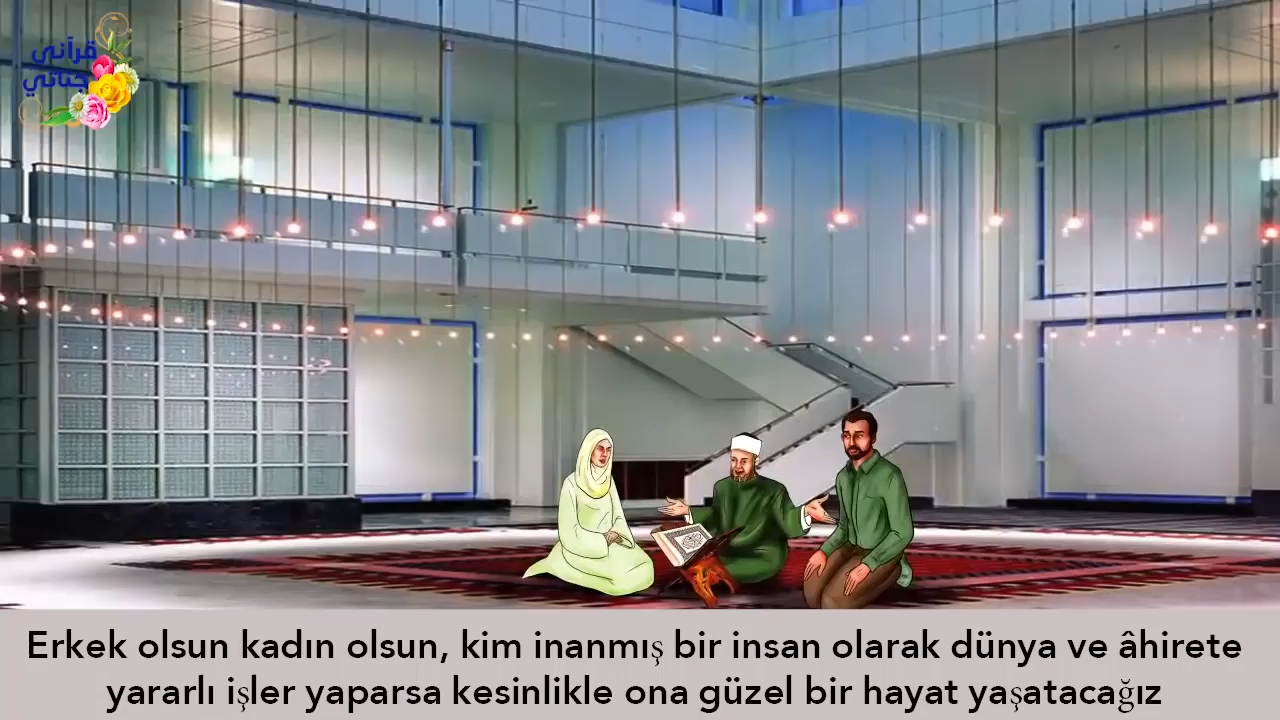 قرآني
جناني
Erkek olsun kadın olsun, kim inanmış bir insan olarak dünya ve âhirete
yararlı işler yaparsa kesinlikle ona güzel bir hayat yaşatacağız